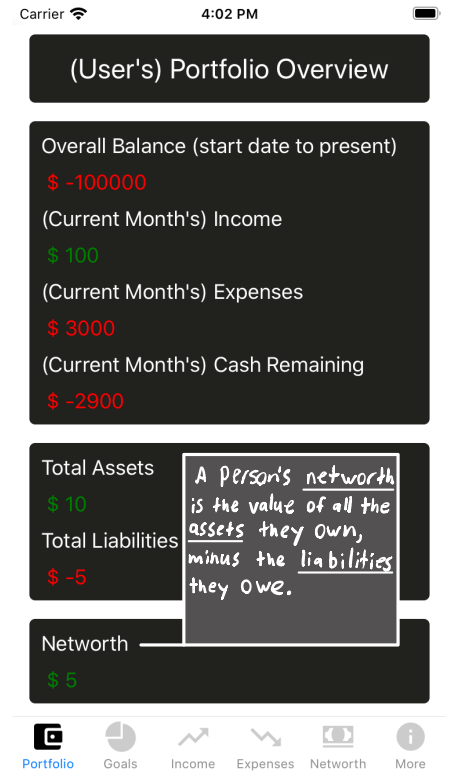 Carrier 4:02 PM
(User's) Portfolio Overview
Overall Balance (start date to present)
$ -100000
(Current Month's) Income
$ 100
(Current Month's) Expenses
$ 3000
(Current Month's) Cash Remaining
$ -2900
Total Assets
$ 10
Total Liabilities
$ -5
A person's networth
is the value of all the
assets they own,
minus the liabilities
they owe.
Networth
$ 5
Portfolio Goals Income Expenses Networth More